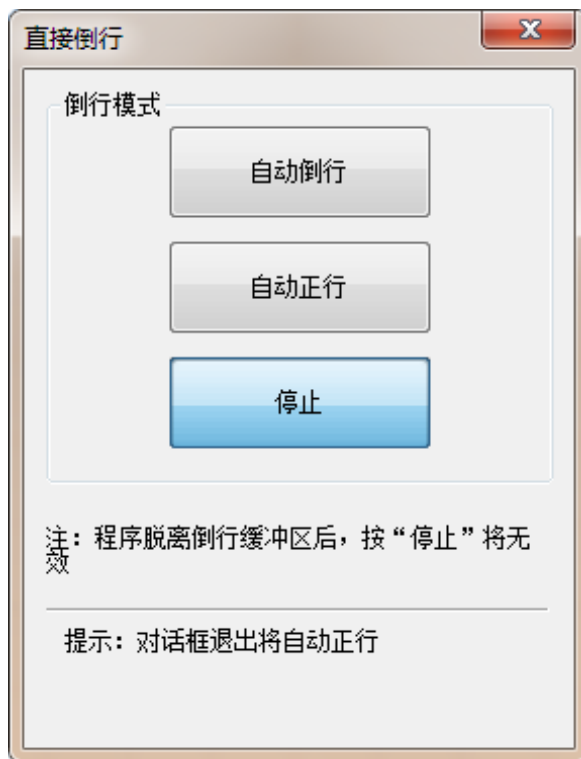 直接倒行
倒行模式
自动倒行
自动正行
停止
注：程序脱离倒行缓冲区后，按“停止”将无
效
提示：对话框退出将自动正行